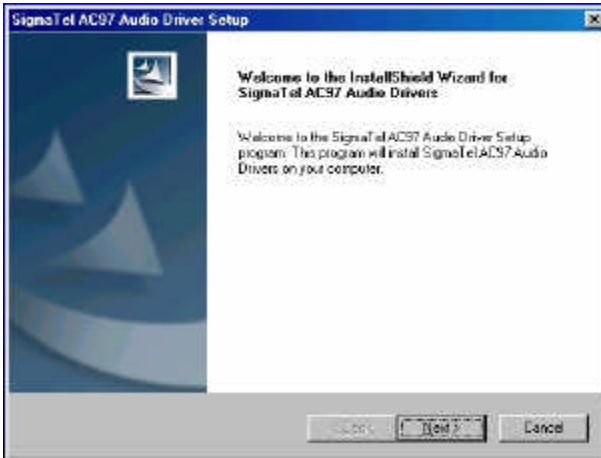 SigmaTel AC97 Audio Driver Setup
Welcome to the InstallShield Wizard for
SigmaTel AC97 Audio Drivers
Welcome to the SigmaTel AC97 Audio Driver Setup
program. This program will install SigmaTel AC97 Audio
Drivers on your computer.
< Back Next > Cancel